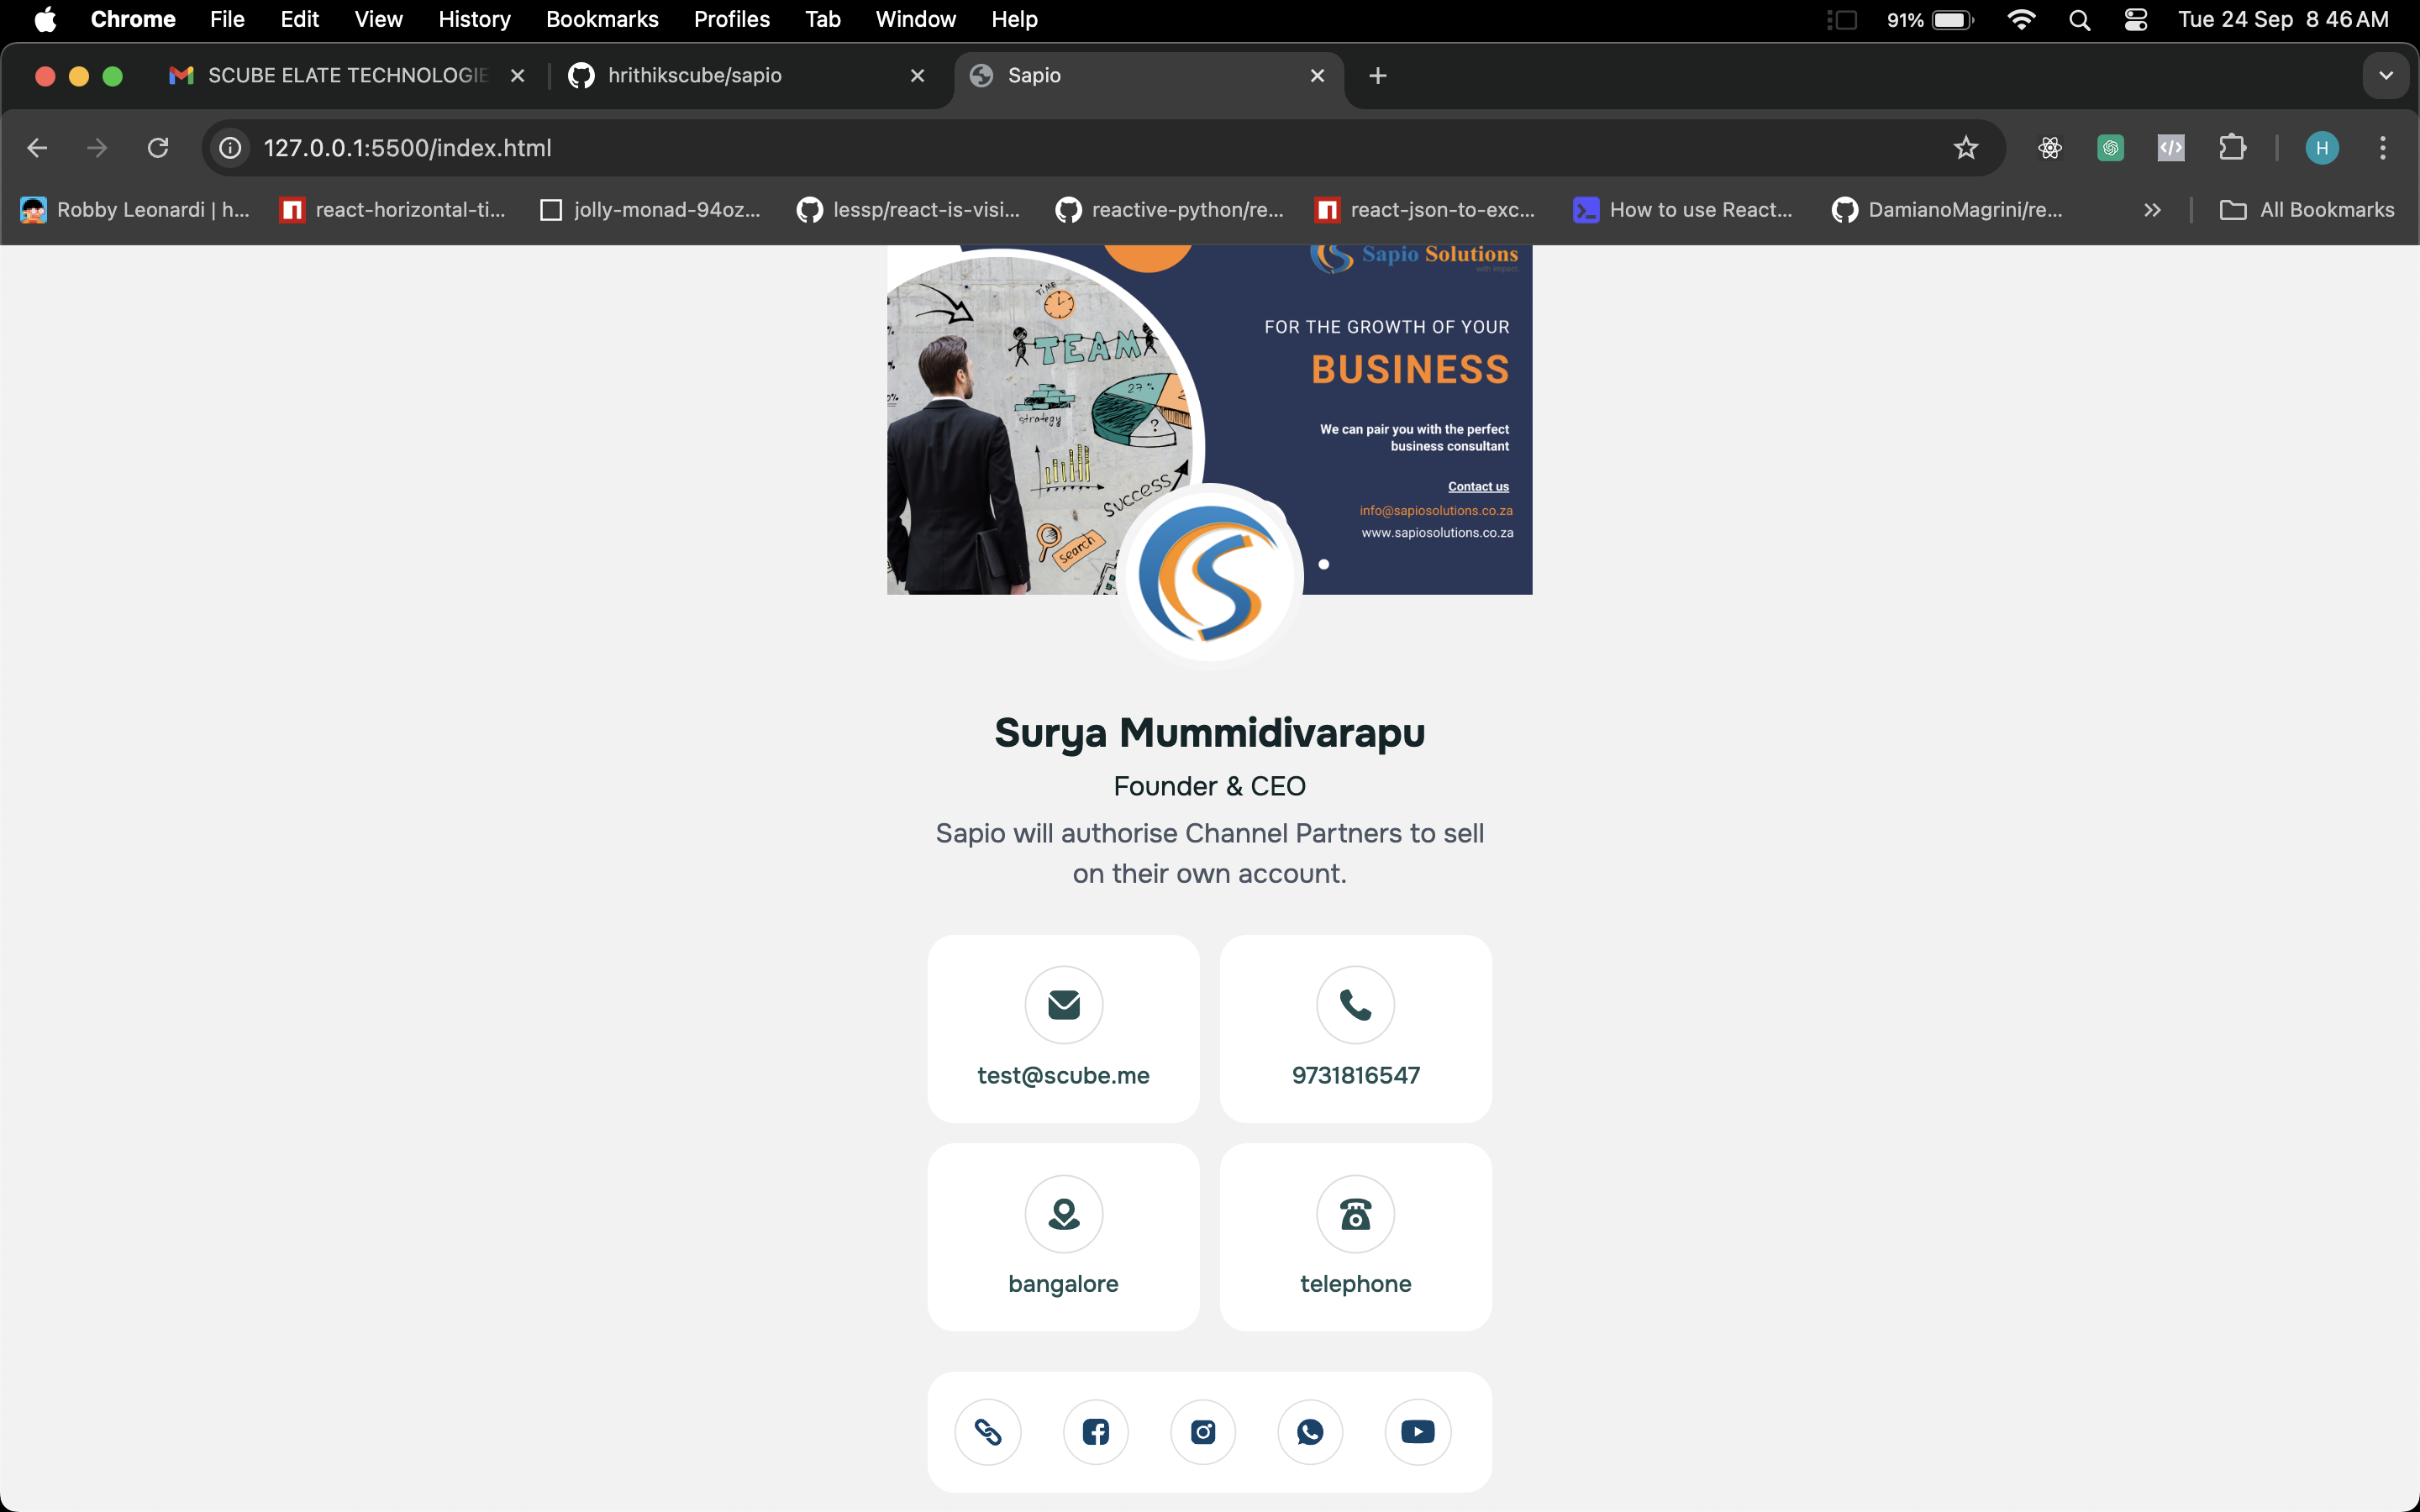 Chrome File Edit View History Bookmarks Profiles Tab Window Help 91% Tue 24 Sep 8 46 AM
SCUBE ELATE TECHNOLOGIE hrithikscube/sapio Sapio
127.0.0.1:5500/index.html H
Robby Leonardi | h... react-horizontal-ti... jolly-monad-94oz... lessp/react-is-visi... reactive-python/re... react-json-to-exc... How to use React... DamianoMagrini/re... All Bookmarks
Sapio Solutions
with impact.
TIME
TEAM
FOR THE GROWTH OF YOUR
BUSINESS
27%
strategy
?
We can pair you with the perfect
business consultant
Success
Contact us
info@sapiosolutions.co.za
www.sapiosolutions.co.za
search
Surya Mummidivarapu
Founder & CEO
Sapio will authorise Channel Partners to sell
on their own account.
test@scube.me 9731816547
bangalore telephone